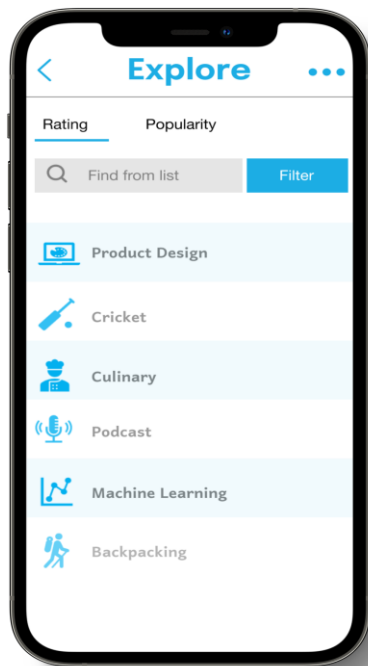 Explore
Rating Popularity
Find from list Filter
Product Design
Cricket
Culinary
Podcast
Machine Learning
Backpacking